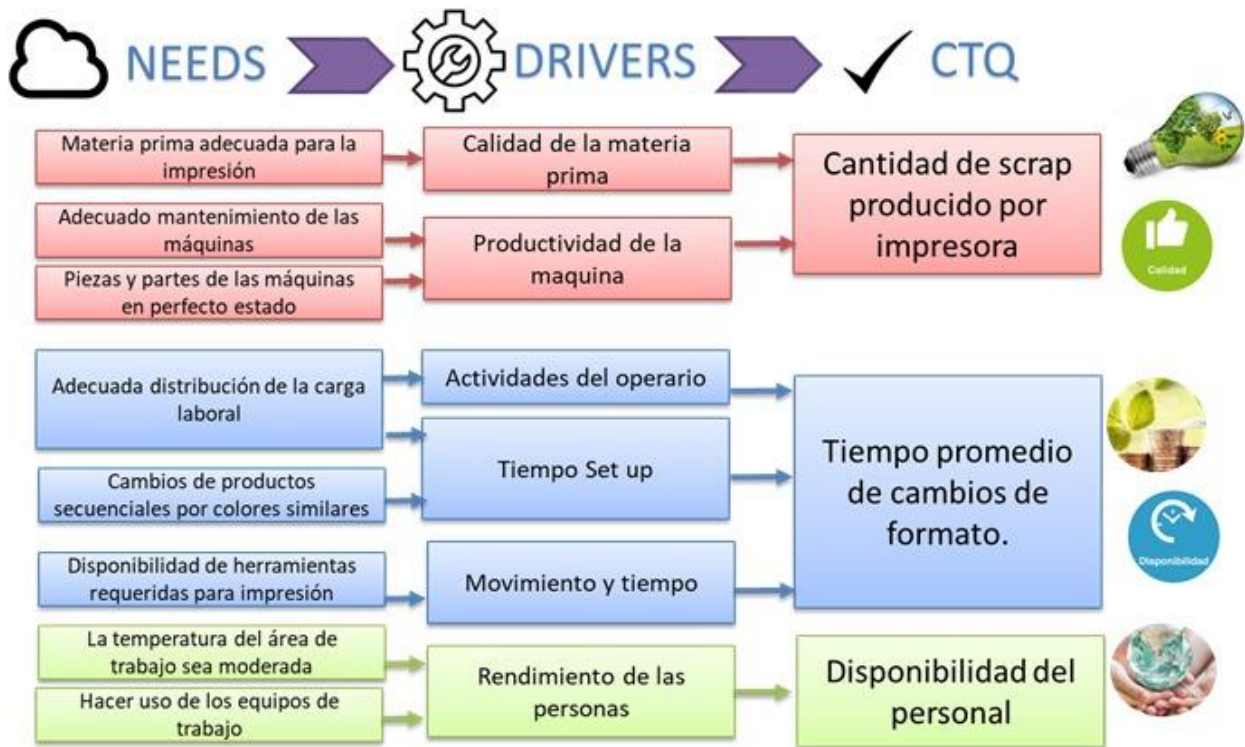 NEEDS
DRIVERS
CTQ
Materia prima adecuada para la
impresión
Calidad de la materia
prima
Cantidad de scrap
producido por
impresora
Adecuado mantenimiento de las
máquinas
Productividad de la
maquina
Piezas y partes de las máquinas
en perfecto estado
Calidad
Adecuada distribución de la carga
laboral
Actividades del operario
Tiempo promedio
de cambios de
formato.
Tiempo Set up
Cambios de productos
secuenciales por colores similares
Disponibilidad
Disponibilidad de herramientas
requeridas para impresión
Movimiento y tiempo
La temperatura del área de
trabajo sea moderada
Rendimiento de las
personas
Disponibilidad del
personal
Hacer uso de los equipos de
trabajo